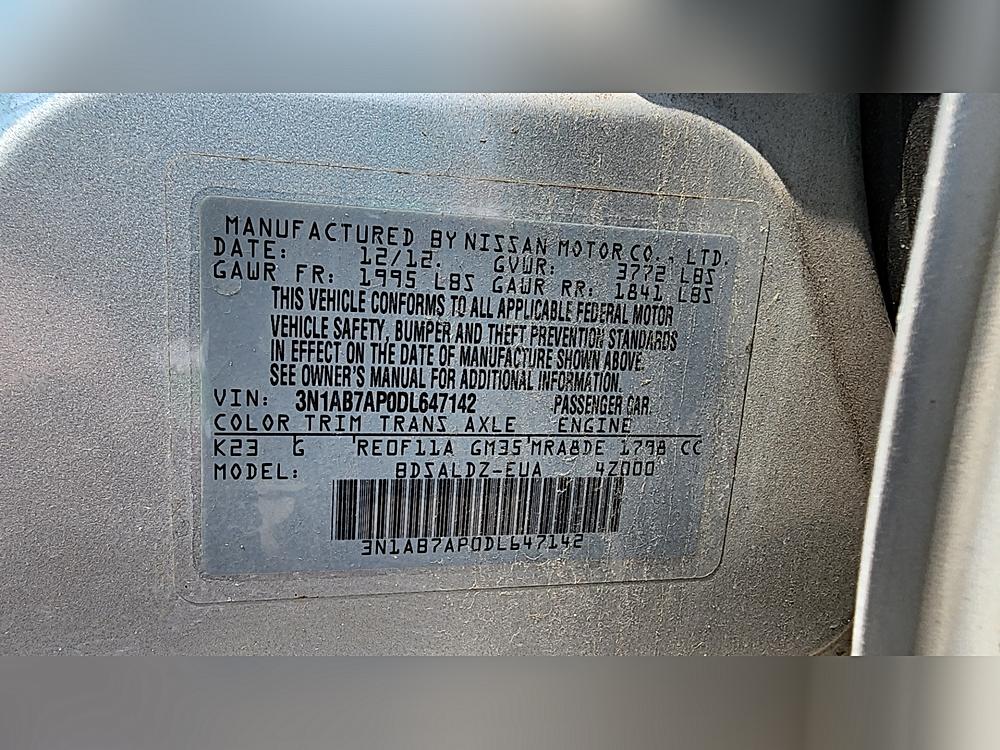 MANUFACTURED BY NISSAN MOTOR CO., LTD.
DATE: 12/12. GVWR: 3772 LBS
GAWR FR: 1995 LBS GAWR RR: 1841 LBS
THIS VEHICLE CONFORMS TO ALL APPLICABLE FEDERAL MOTOR
VEHICLE SAFETY, BUMPER AND THEFT PREVENTION STANDARDS
IN EFFECT ON THE DATE OF MANUFACTURE SHOWN ABOVE.
SEE OWNER'S MANUAL FOR ADDITIONAL INFORMATION.
VIN: 3N1AB7AP0DL647142 PASSENGER CAR
COLOR TRIM TRANS AXLE ENGINE
K23 G RE0F11A GM35 MRA8DE 1798 CC
MODEL: BDSALDZ-EUA 4Z000
3N1AB7AP0DL647142